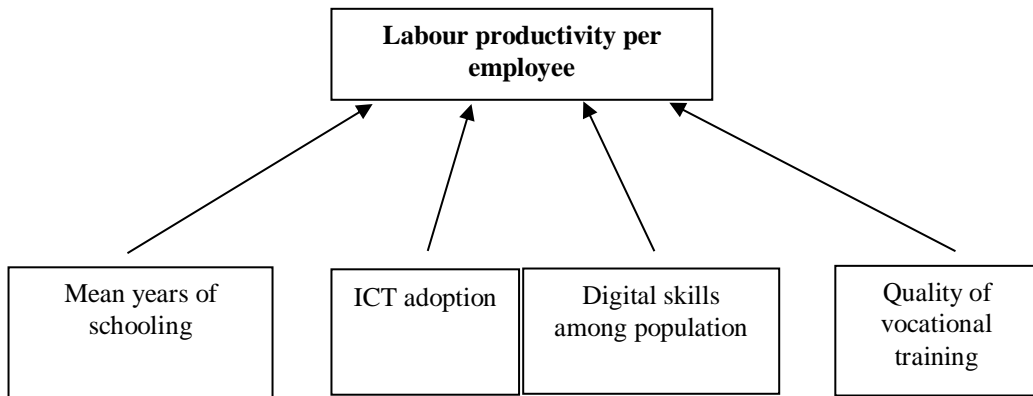 Labour productivity per
employee
Mean years of
schooling
ICT adoption
Digital skills
among population
Quality of
vocational
training